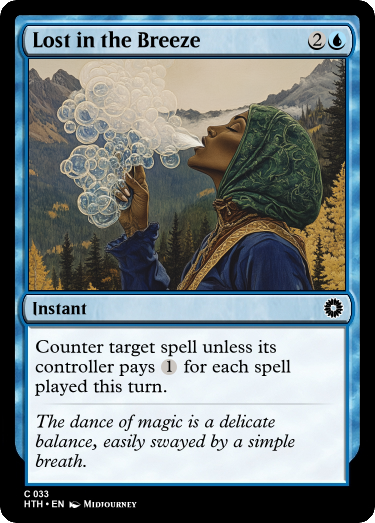 Lost in the Breeze 2
Instant
Counter target spell unless its
controller pays 1 for each spell
played this turn.
The dance of magic is a delicate
balance, easily swayed by a simple
breath.
C 033
HTH • EN Midjourney